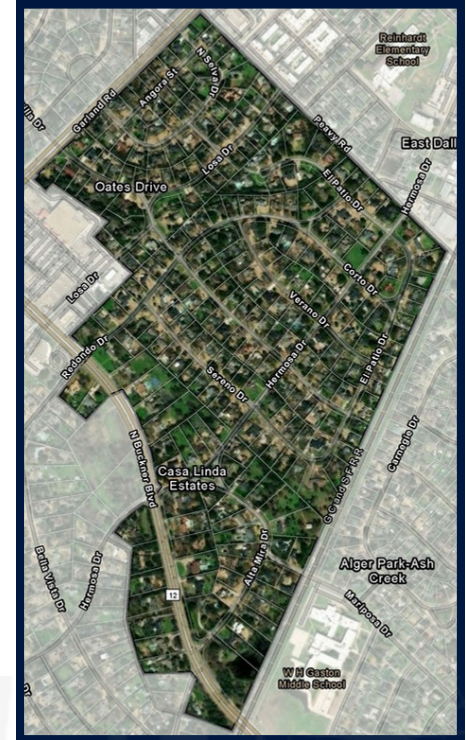 Reinhardt
Elementary
School
N Selva Dr
Angora St
Garland Rd
Peavy Rd
East Dall
Losa Dr
Oates Drive
El Patio Dr
Hermosa Dr
Corto Dr
Losa Dr
Verano Dr
Redondo Dr
Hermosa Dr
El Patio Dr
Sereno Dr
N Buckner Blvd
Carnegie Dr
Casa Linda
Estates
G C and S F R R
Alta Mira Dr
Bella Vista Dr
Hermosa Dr
Alger Park-Ash
Creek
12
Mariposa Dr
W H Gaston
Middle School